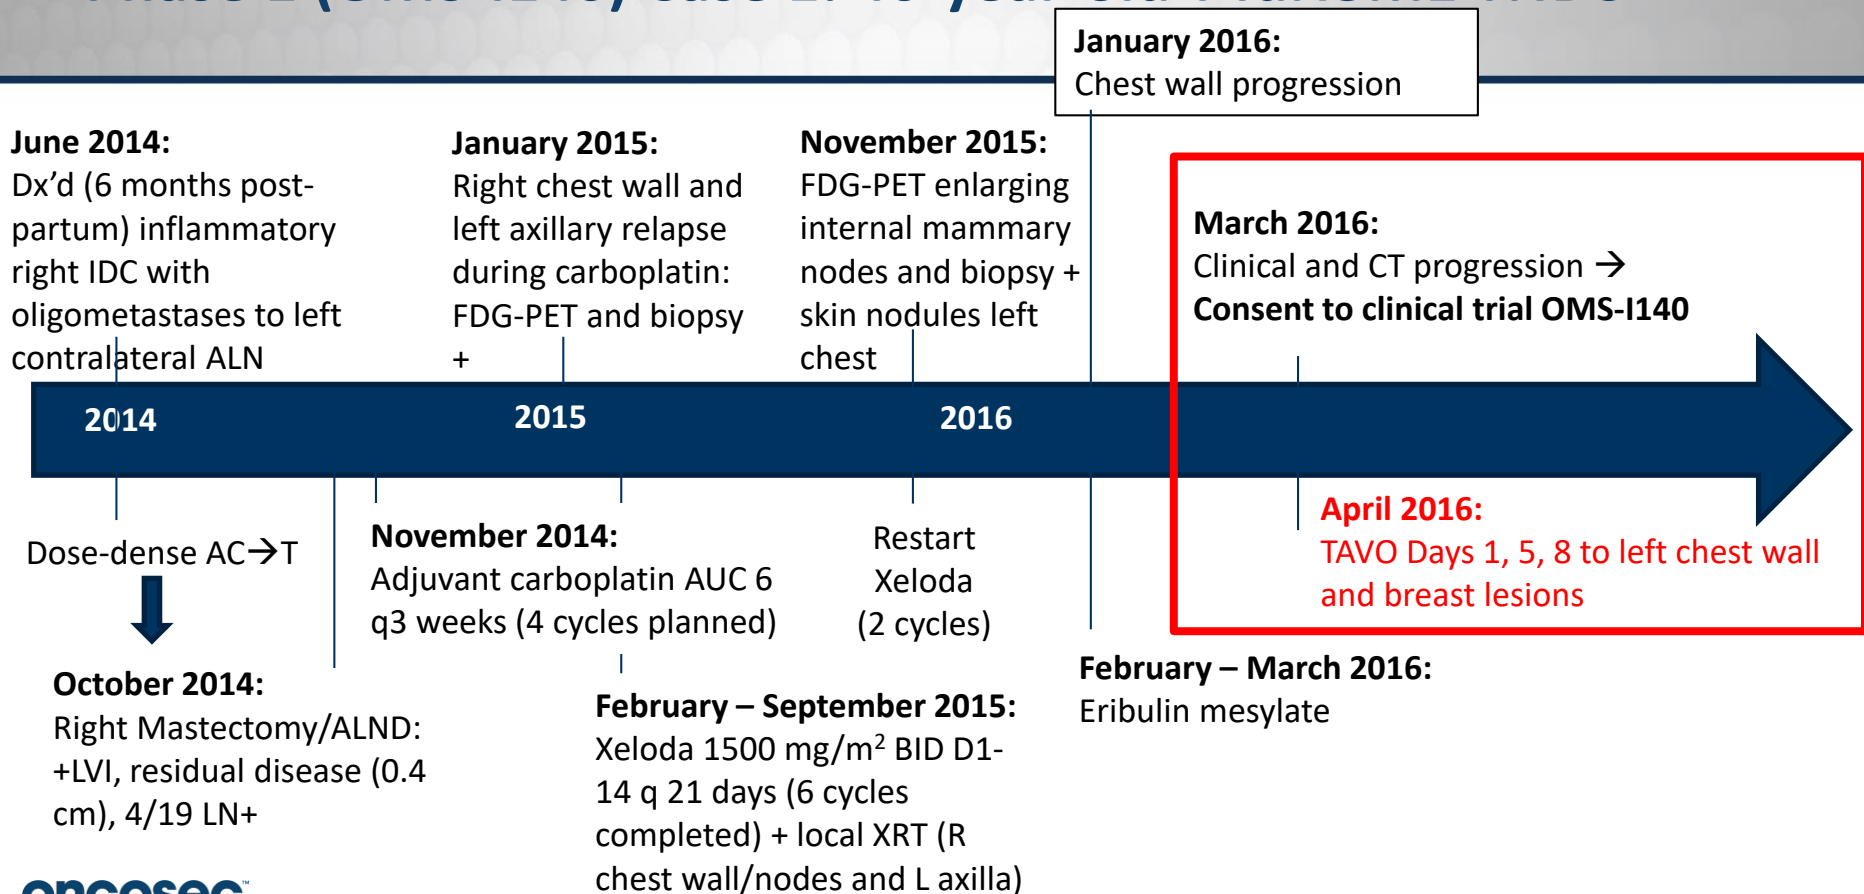 January 2016:
Chest wall progression
June 2014:
Dx’d (6 months post-
partum) inflammatory
right IDC with
oligometastases to left
contralateral ALN
January 2015:
Right chest wall and
left axillary relapse
during carboplatin:
FDG-PET and biopsy
+
November 2015:
FDG-PET enlarging
internal mammary
nodes and biopsy +
skin nodules left
chest
March 2016:
Clinical and CT progression →
Consent to clinical trial OMS-I140
2014
2015
2016
Dose-dense AC→T
November 2014:
Adjuvant carboplatin AUC 6
q3 weeks (4 cycles planned)
Restart
Xeloda
(2 cycles)
April 2016:
TAVO Days 1, 5, 8 to left chest wall
and breast lesions
October 2014:
Right Mastectomy/ALND:
+LVI, residual disease (0.4
cm), 4/19 LN+
February – September 2015:
Xeloda 1500 mg/m² BID D1-
14 q 21 days (6 cycles
completed) + local XRT (R
chest wall/nodes and L axilla)
February – March 2016:
Eribulin mesylate
oncosec™